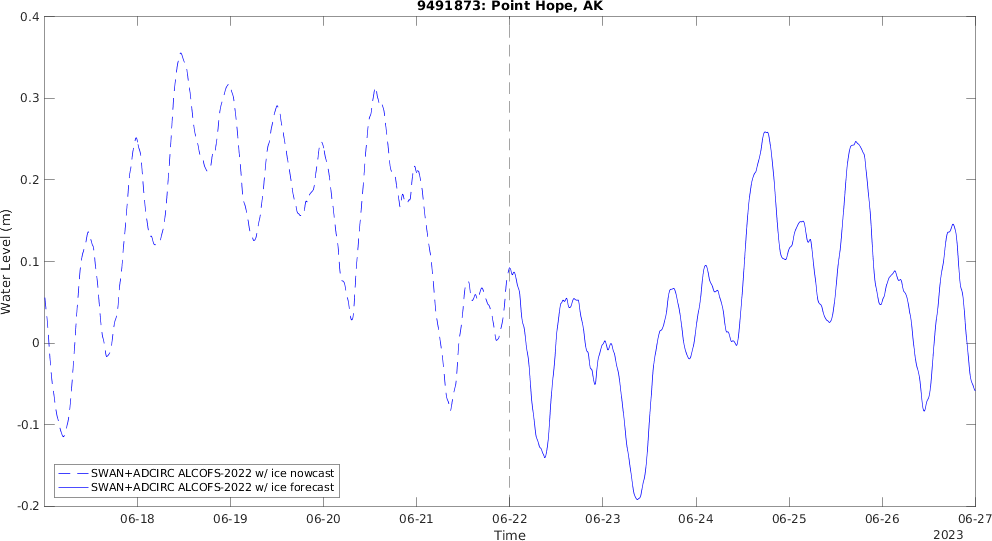 9491873: Point Hope, AK
0.4
0.3
0.2
0.1
0
-0.1
-0.2
Water Level (m)
SWAN+ADCIRC ALCOFS-2022 w/ ice nowcast
SWAN+ADCIRC ALCOFS-2022 w/ ice forecast
06-18 06-19 06-20 06-21 06-22 06-23 06-24 06-25 06-26 06-27
Time
2023